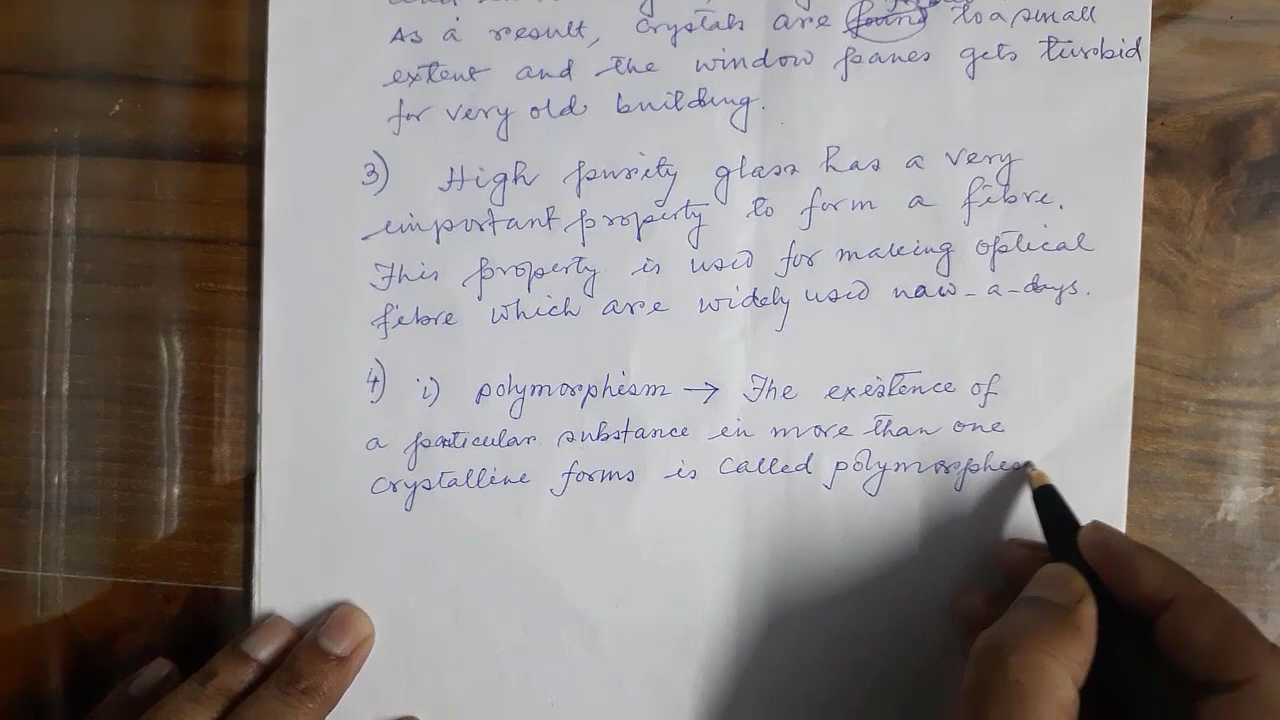 As a result, crystals are found to a small
extent and the window panes gets turbid
for very old building.
3) High purity glass has a very
important property to form a fibre.
This property is used for making optical
fibre which are widely used now-a-days.
4) i) polymorphism → The existence of
a particular substance in more than one
crystalline forms is called polymorphis